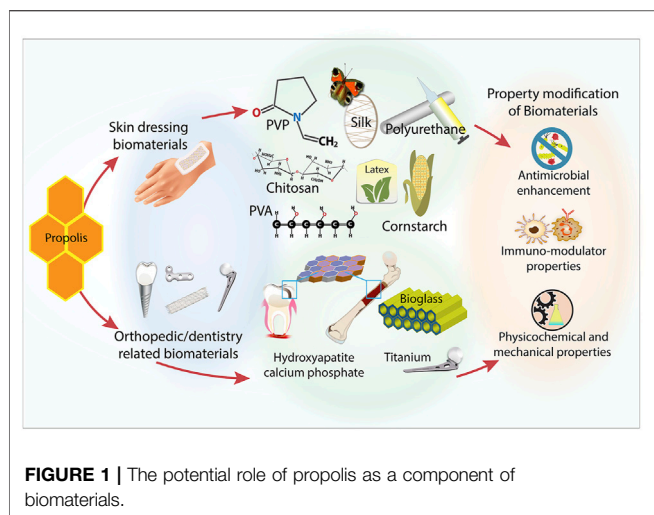 Propolis
Skin dressing
biomaterials
Orthopedic/dentistry
related biomaterials
O
N
CH₂
PVP
Silk
Polyurethane
Chitosan
Latex
Cornstarch
PVA
H H H H H H
C C C C C C
Bioglass
Hydroxyapatite
calcium phosphate
Titanium
Property modification
of Biomaterials
Antimicrobial
enhancement
Immuno-modulator
properties
Physicochemical and
mechanical properties
FIGURE 1 | The potential role of propolis as a component of
biomaterials.